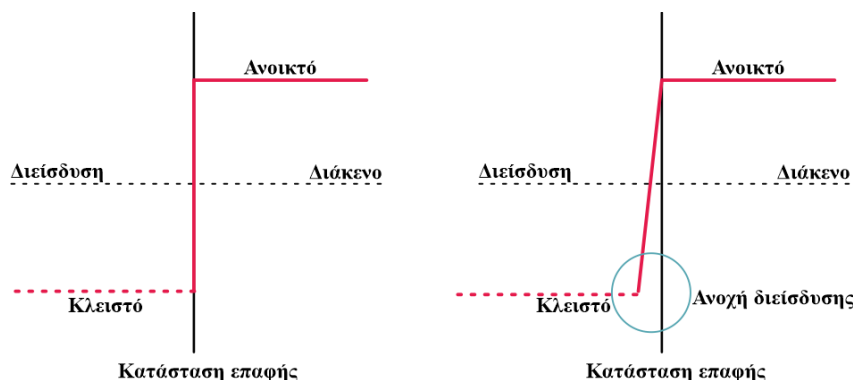 Ανοικτό
Διείσδυση
Διάκενο
Κλειστό
Κατάσταση επαφής
Ανοικτό
Διείσδυση
Διάκενο
Κλειστό
Ανοχή διείσδυσης
Κατάσταση επαφής